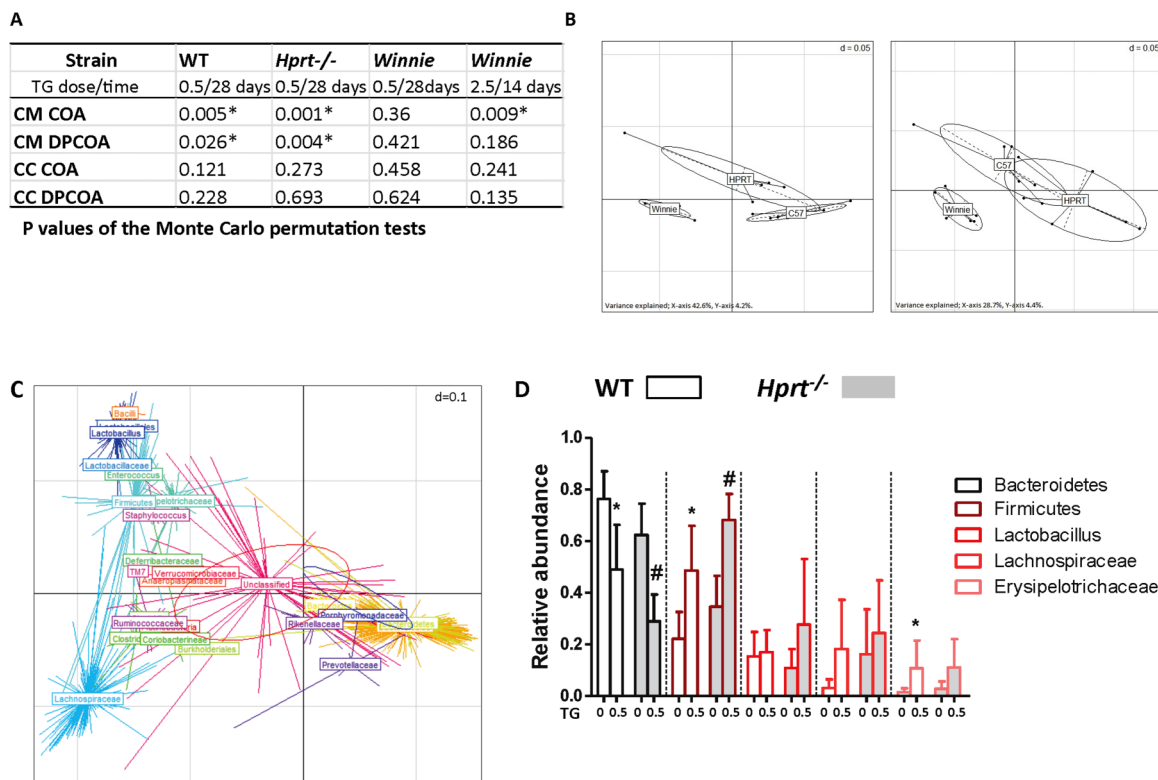 A
Strain WT Hprt-/- Winnie Winnie
TG dose/time 0.5/28 days 0.5/28 days 0.5/28days 2.5/14 days
CM COA 0.005* 0.001* 0.36 0.009*
CM DPCOA 0.026* 0.004* 0.421 0.186
CC COA 0.121 0.273 0.458 0.241
CC DPCOA 0.228 0.693 0.624 0.135
P values of the Monte Carlo permutation tests
B
d = 0.05
HPRT
Winnie
C57
Variance explained; X-axis 42.6%, Y-axis 4.2%.
d = 0.05
C57
Winnie
HPRT
Variance explained; X-axis 28.7%, Y-axis 4.4%.
C
d=0.1
Bacilli
Lactobacillus
Lactobacillaceae
Enterococcus
Firmicutes pelotrichaceae
Staphylococcus
Deferribacteraceae
TM7 Verrucomicrobiaceae
Anaeroplasmataceae
Unclassified
Porphyromonadaceae
Ruminococcaceae
Rikenellaceae
Clostrid Coriobacterineae
Burkholderiales
Prevotellaceae
Lachnospiraceae
D
WT Hprt-/-
Relative abundance
1.0
0.8
0.6
0.4
0.2
0.0
* # * # *
TG 0 0.5 0 0.5 0 0.5 0 0.5 0 0.5 0 0.5 0 0.5 0 0.5 0 0.5 0 0.5
Bacteroidetes
Firmicutes
Lactobacillus
Lachnospiraceae
Erysipelotrichaceae